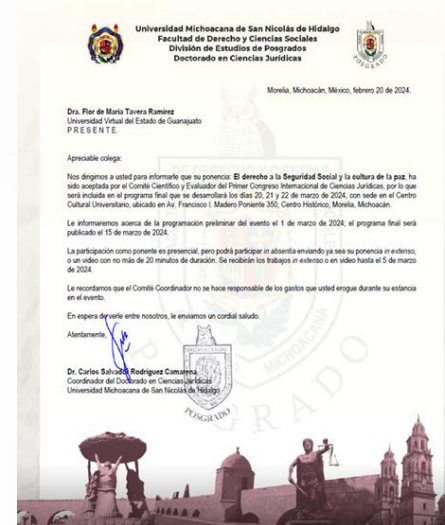 Universidad Michoacana de San Nicolás de Hidalgo
Facultad de Derecho y Ciencias Sociales
División de Estudios de Posgrados
Doctorado en Ciencias Jurídicas
POSGRADO
Morelia, Michoacán, México, febrero 20 de 2024.
Dra. Flor de María Tavera Ramírez
Universidad Virtual del Estado de Guanajuato
P R E S E N T E.
Apreciable colega:
Nos dirigimos a usted para informarle que su ponencia: El derecho a la Seguridad Social y la cultura de la paz, ha
sido aceptada por el Comité Científico y Evaluador del Primer Congreso Internacional de Ciencias Jurídicas, por lo que
será incluida en el programa final que se desarrollará los días 20, 21 y 22 de marzo de 2024, con sede en el Centro
Cultural Universitario, ubicado en Av. Francisco I. Madero Poniente 350, Centro Histórico, Morelia, Michoacán.
Le informaremos acerca de la programación preliminar del evento el 1 de marzo de 2024; el programa final será
publicado el 15 de marzo de 2024.
La participación como ponente es presencial, pero podrá participar in absentia enviando ya sea su ponencia in extenso,
o un video con no más de 20 minutos de duración. Se recibirán los trabajos in extenso o en video hasta el 5 de marzo
de 2024.
Le recordamos que el Comité Coordinador no se hace responsable de los gastos que usted erogue durante su estancia
en el evento.
En espera de verle entre nosotros, le enviamos un cordial saludo.
Atentamente,
Dr. Carlos Salvador Rodríguez Camarena
Coordinador del Doctorado en Ciencias Jurídicas
Universidad Michoacana de San Nicolás de Hidalgo
POSGRADO